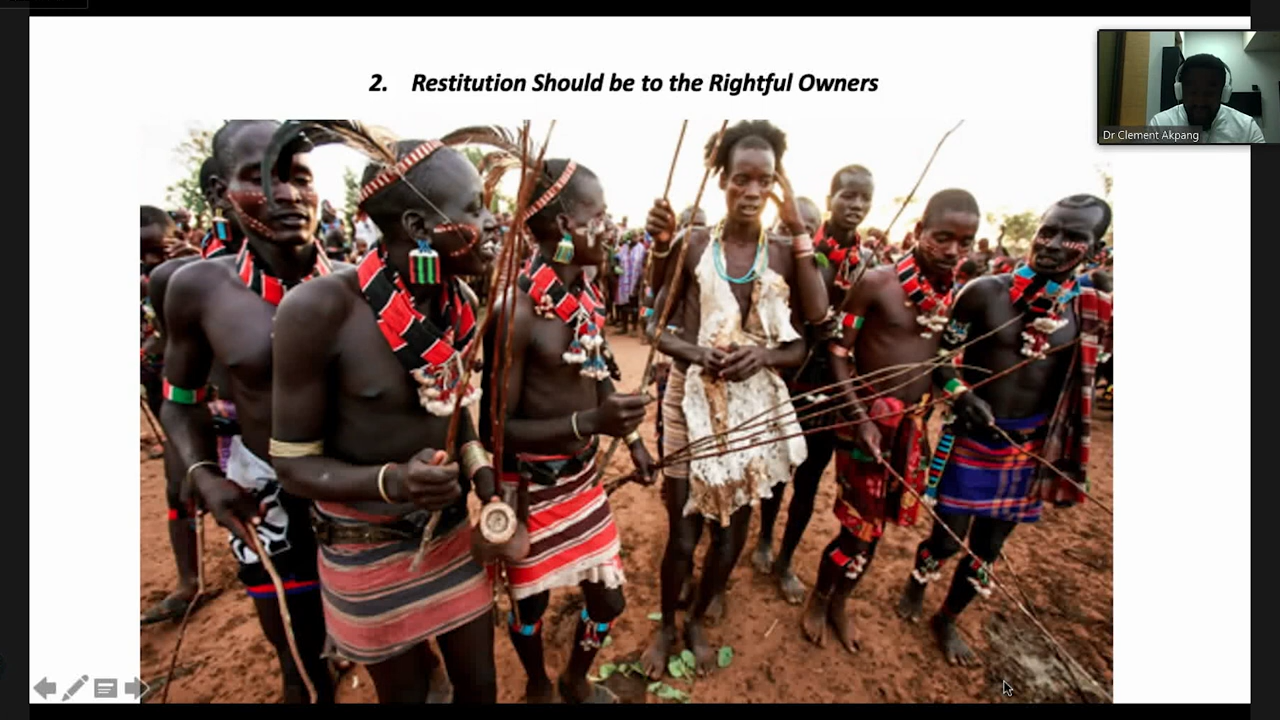 2. Restitution Should be to the Rightful Owners
Dr Clement Akpang